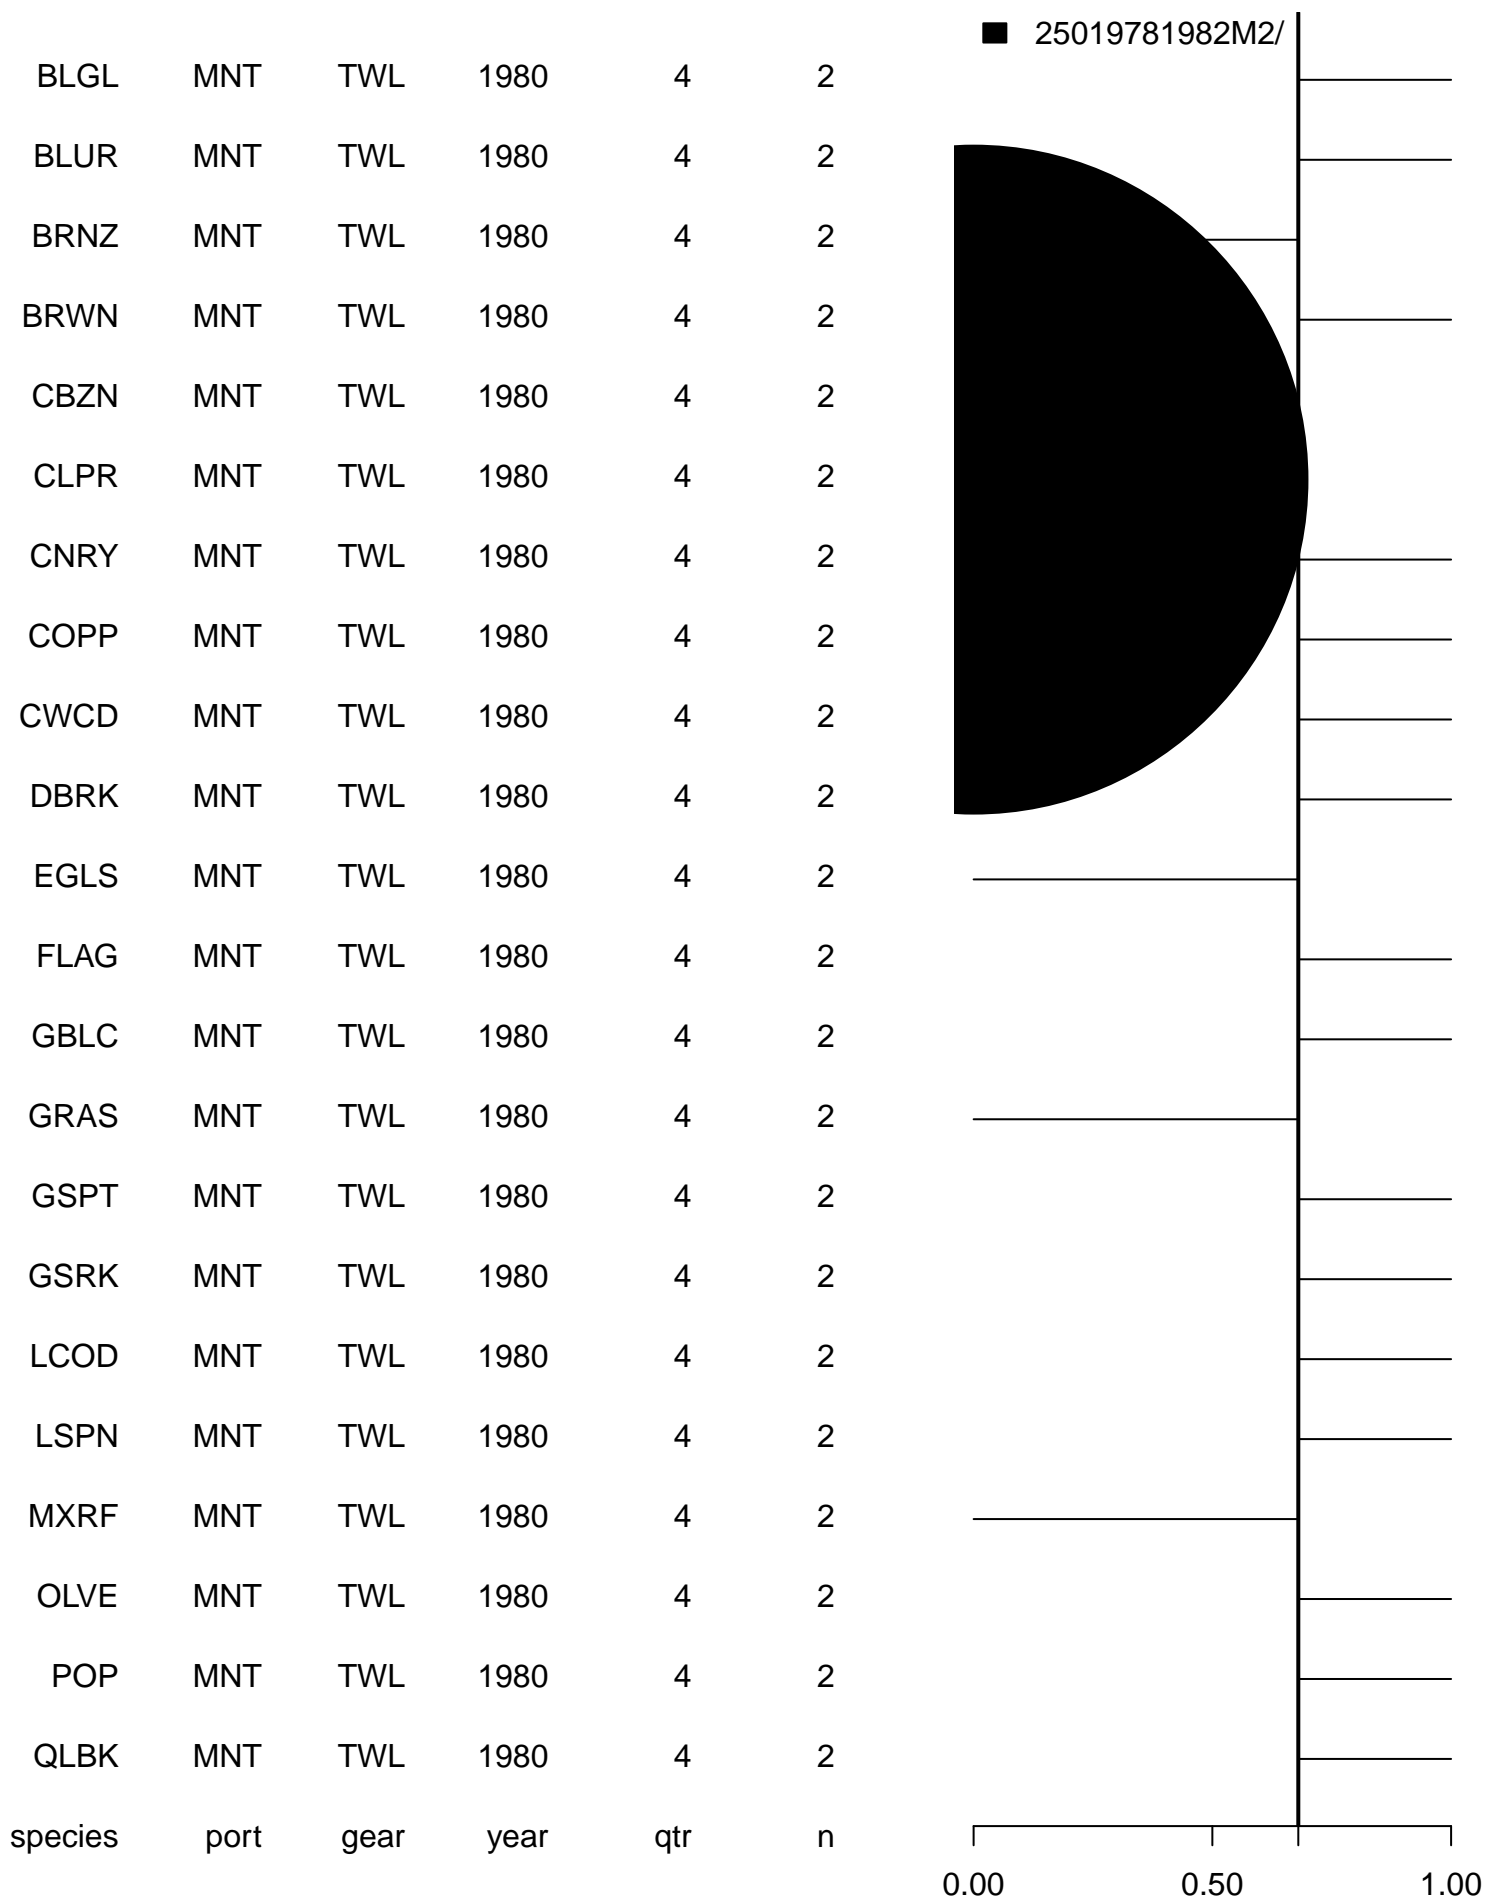 25019781982M2/
BLGL MNT TWL 1980 4 2
BLUR MNT TWL 1980 4 2
BRNZ MNT TWL 1980 4 2
BRWN MNT TWL 1980 4 2
CBZN MNT TWL 1980 4 2
CLPR MNT TWL 1980 4 2
CNRY MNT TWL 1980 4 2
COPP MNT TWL 1980 4 2
CWCD MNT TWL 1980 4 2
DBRK MNT TWL 1980 4 2
EGLS MNT TWL 1980 4 2
FLAG MNT TWL 1980 4 2
GBLC MNT TWL 1980 4 2
GRAS MNT TWL 1980 4 2
GSPT MNT TWL 1980 4 2
GSRK MNT TWL 1980 4 2
LCOD MNT TWL 1980 4 2
LSPN MNT TWL 1980 4 2
MXRF MNT TWL 1980 4 2
OLVE MNT TWL 1980 4 2
POP MNT TWL 1980 4 2
QLBK MNT TWL 1980 4 2
species port gear year qtr n
0.00 0.50 1.00